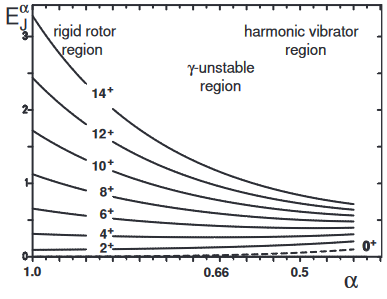 E_J^α
rigid rotor
region
harmonic vibrator
region
γ-unstable
region
3
2
1
0
14⁺
12⁺
10⁺
8⁺
6⁺
4⁺
2⁺
0⁺
1.0
0.66
0.5
α